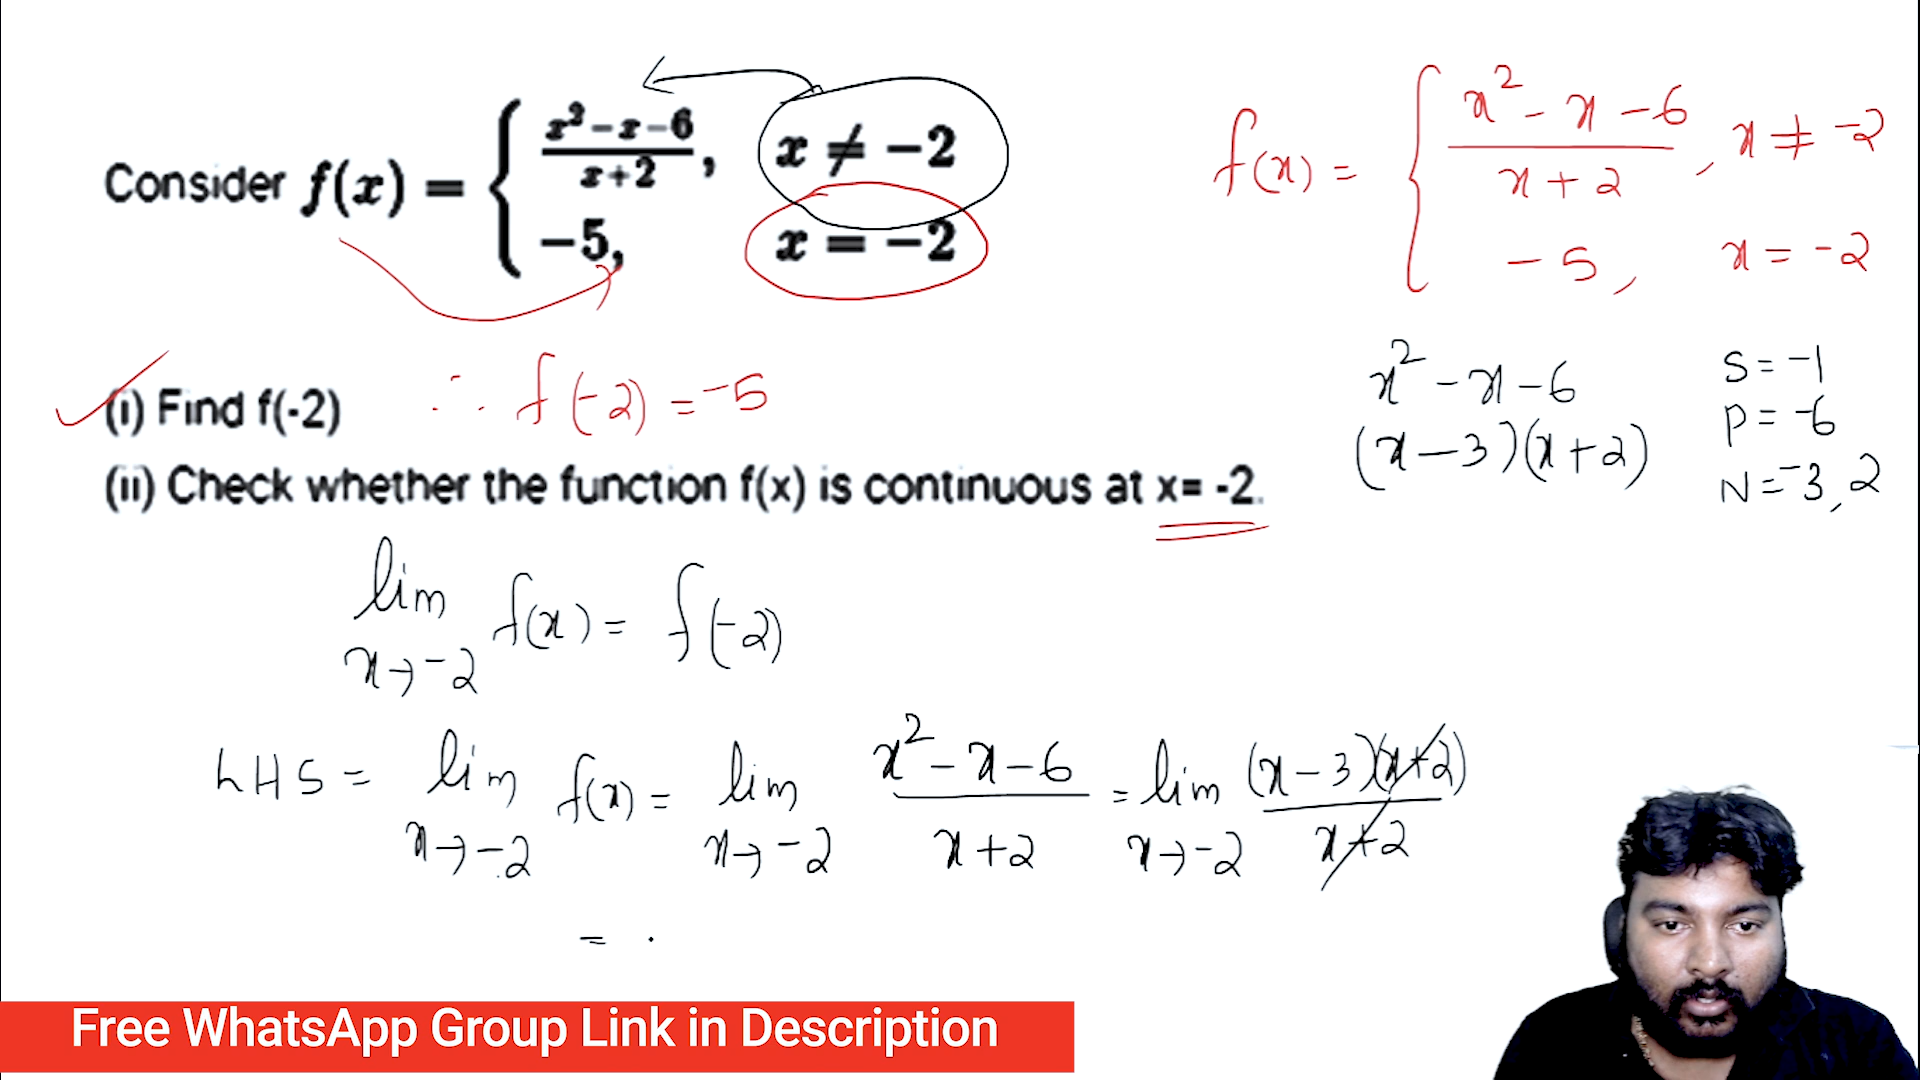 Consider f(x) = { x²-x-6 / x+2, x ≠ -2
-5, x = -2
f(x) = { x² - x - 6 / x + 2, x ≠ -2
-5, x = -2
(i) Find f(-2) ∴ f(-2) = -5
(ii) Check whether the function f(x) is continuous at x= -2.
x² - x - 6
(x-3)(x+2)
S = -1
P = -6
N = -3, 2
lim x→-2 f(x) = f(-2)
LHS = lim x→-2 f(x) = lim x→-2 x² - x - 6 / x+2 = lim x→-2 (x-3)(x+2) / x+2
=
Free WhatsApp Group Link in Description